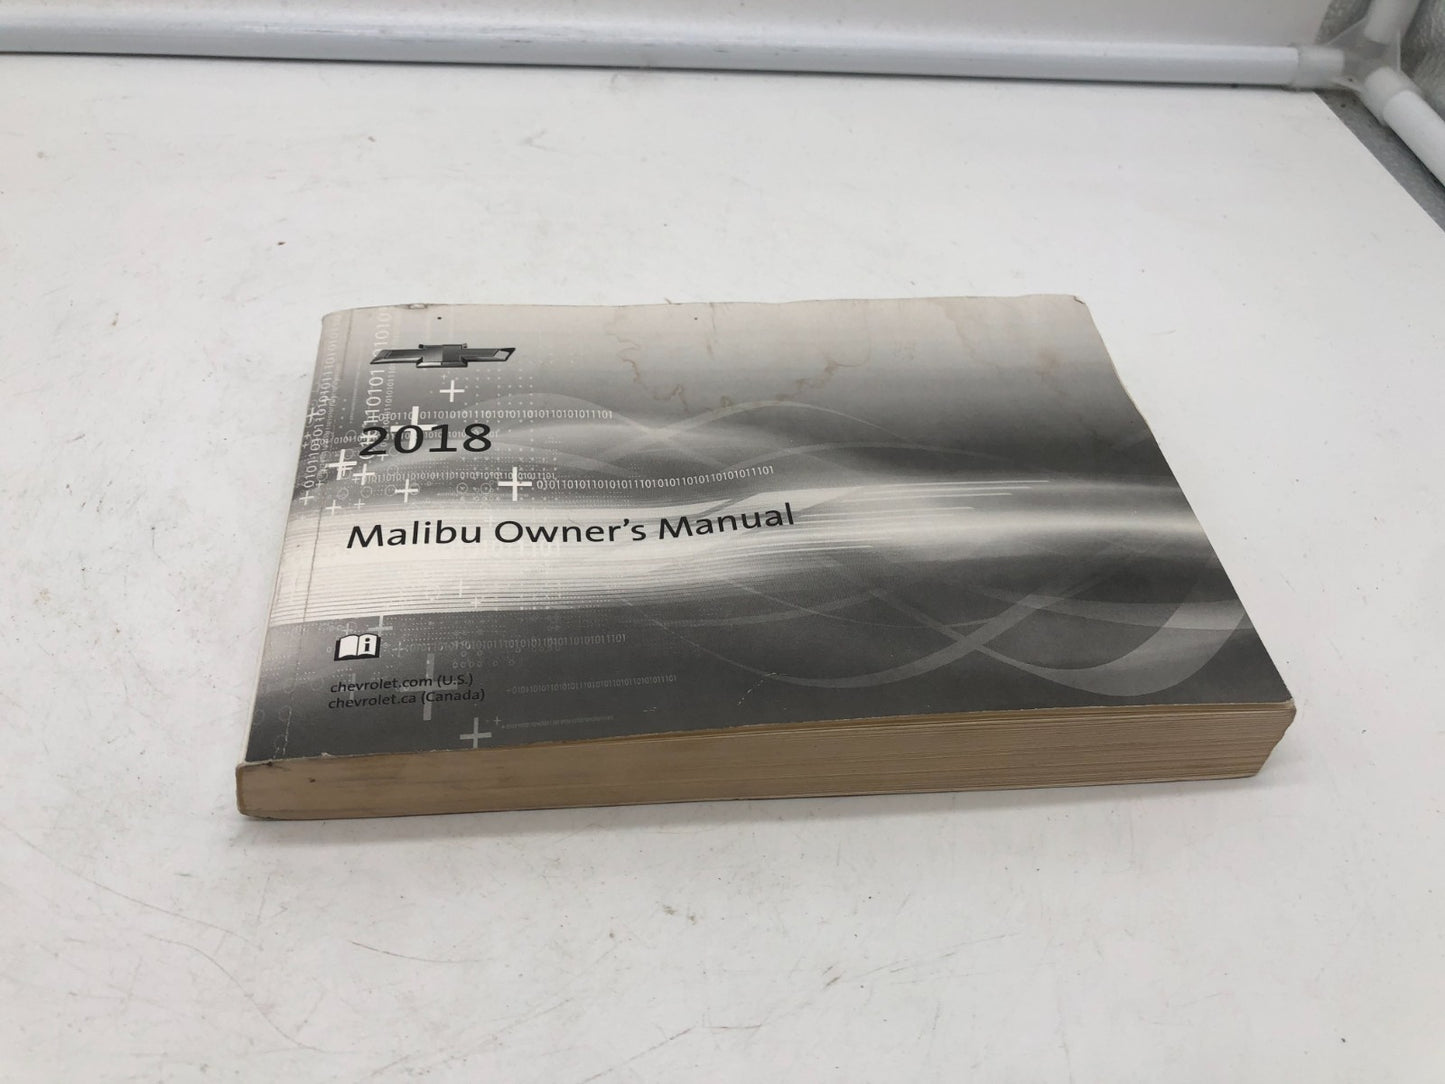 2018
Malibu Owner's Manual
chevrolet.com (U.S.)
chevrolet.ca (Canada)